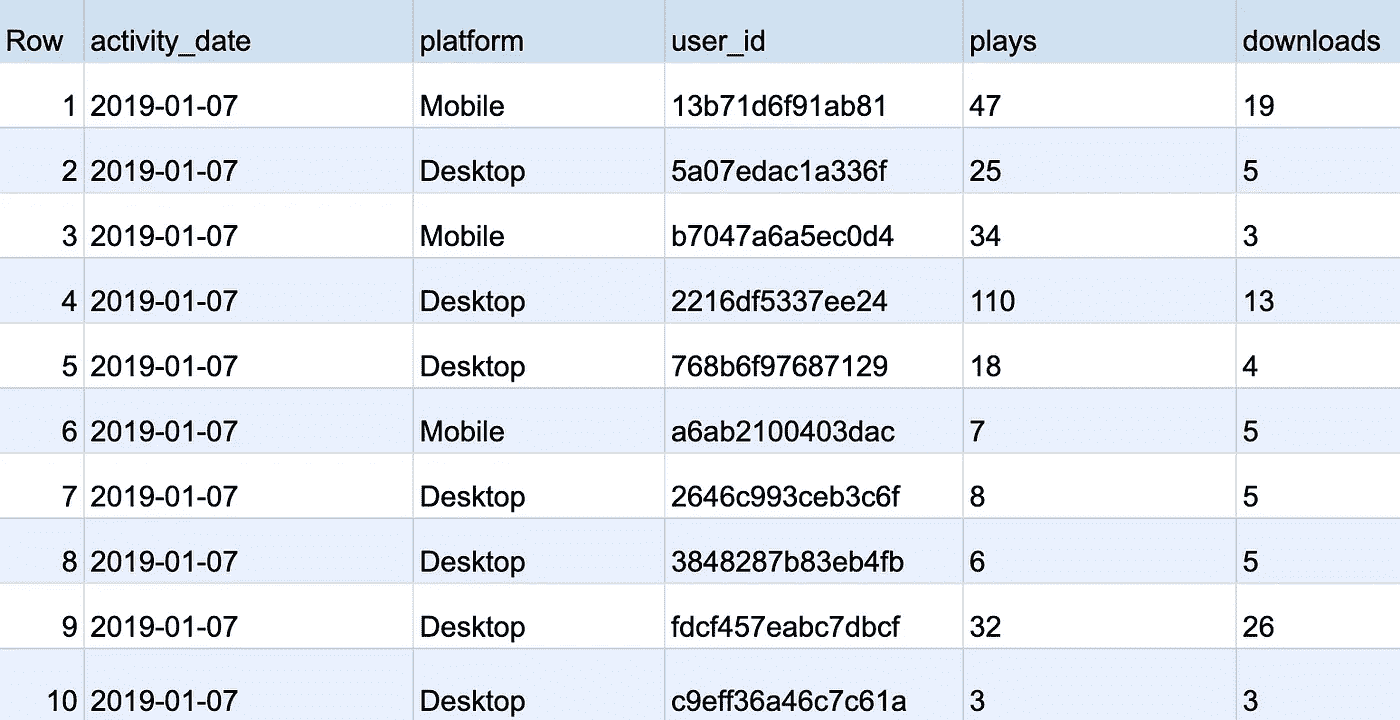 Row activity_date platform user_id plays downloads
1 2019-01-07 Mobile 13b71d6f91ab81 47 19
2 2019-01-07 Desktop 5a07edac1a336f 25 5
3 2019-01-07 Mobile b7047a6a5ec0d4 34 3
4 2019-01-07 Desktop 2216df5337ee24 110 13
5 2019-01-07 Desktop 768b6f97687129 18 4
6 2019-01-07 Mobile a6ab2100403dac 7 5
7 2019-01-07 Desktop 2646c993ceb3c6f 8 5
8 2019-01-07 Desktop 3848287b83eb4fb 6 5
9 2019-01-07 Desktop fdcf457eabc7dbcf 32 26
10 2019-01-07 Desktop c9eff36a46c7c61a 3 3